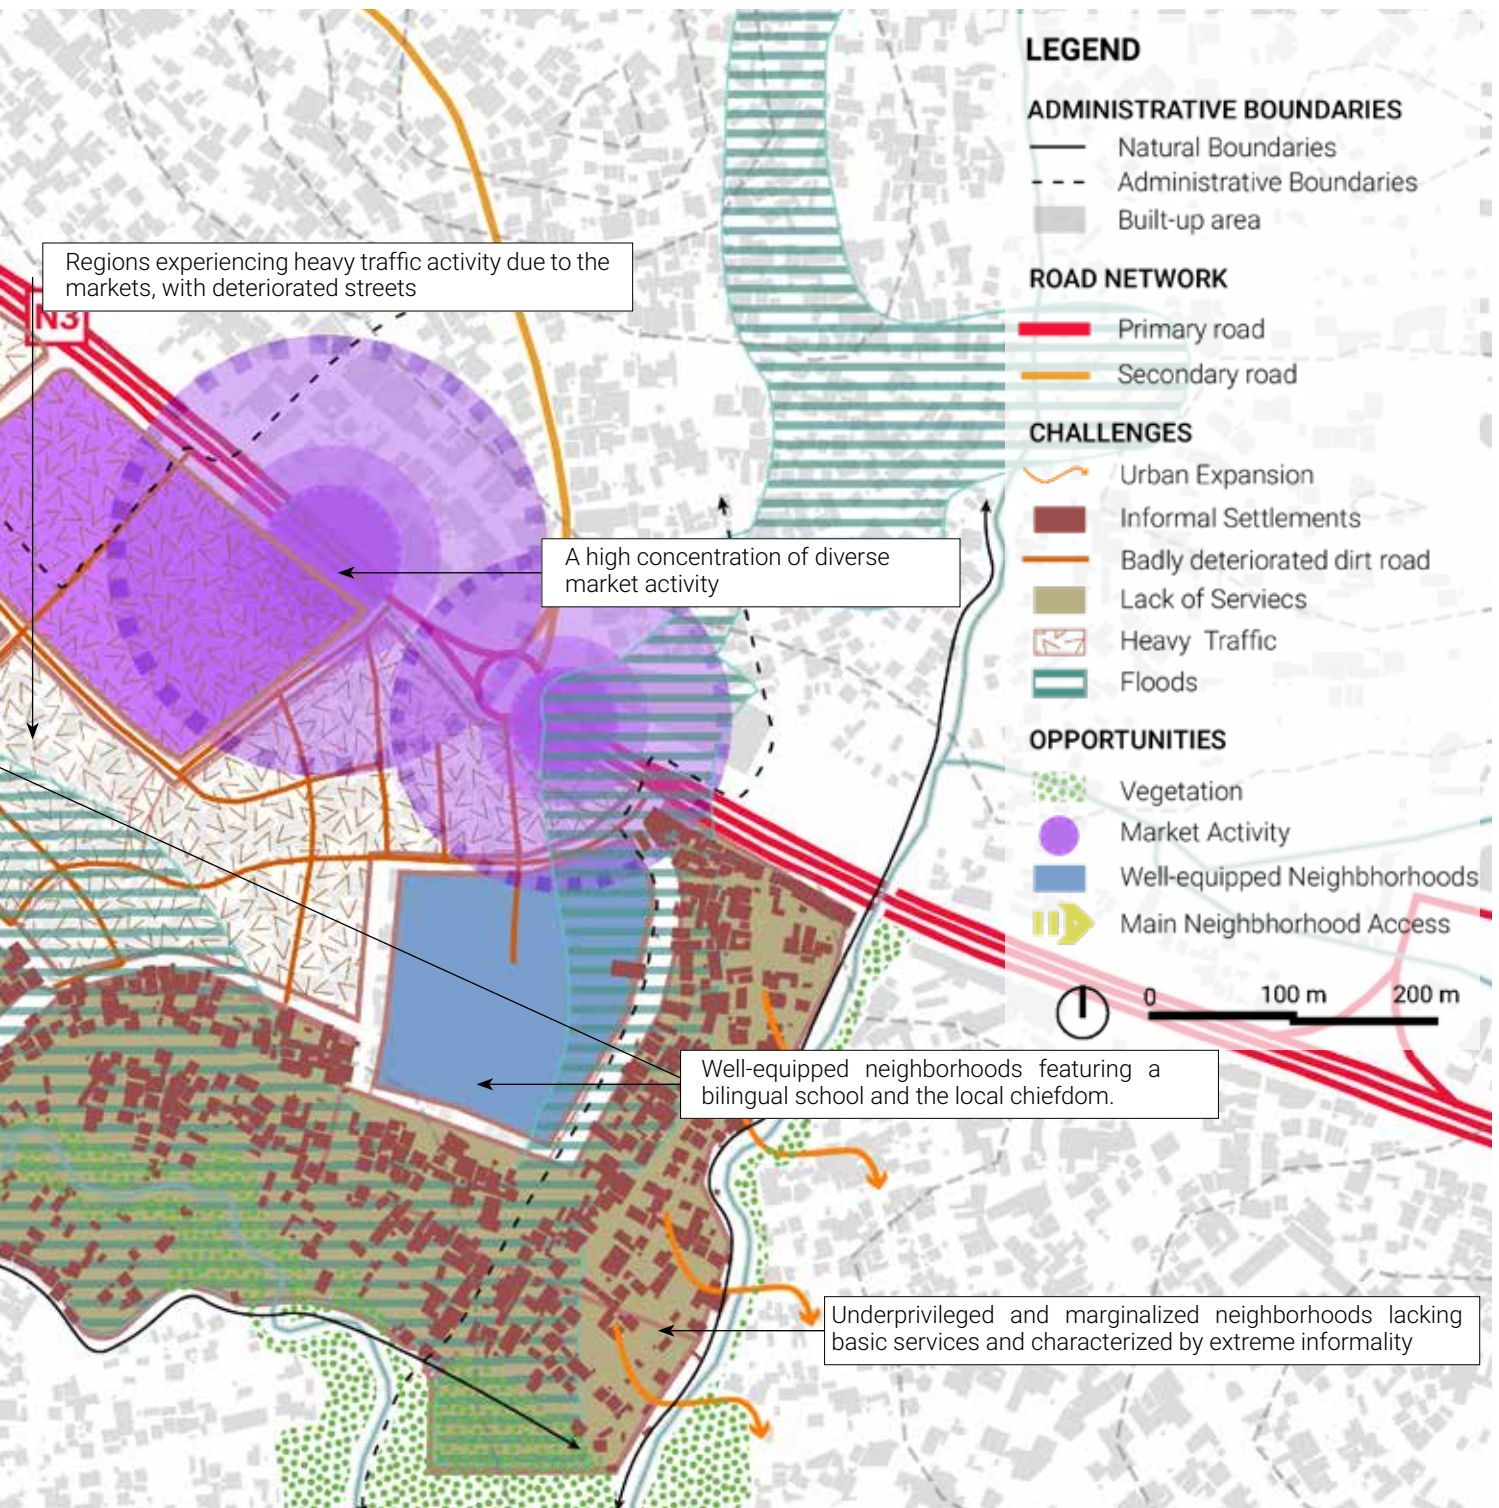 LEGEND
ADMINISTRATIVE BOUNDARIES
Natural Boundaries
Administrative Boundaries
Built-up area
ROAD NETWORK
Primary road
Secondary road
CHALLENGES
Urban Expansion
Informal Settlements
Badly deteriorated dirt road
Lack of Serviecs
Heavy Traffic
Floods
OPPORTUNITIES
Vegetation
Market Activity
Well-equipped Neighbhorhoods
Main Neighbhorhood Access
0 100 m 200 m
Regions experiencing heavy traffic activity due to the
markets, with deteriorated streets
N3
A high concentration of diverse
market activity
Well-equipped neighborhoods featuring a
bilingual school and the local chiefdom.
Underprivileged and marginalized neighborhoods lacking
basic services and characterized by extreme informality